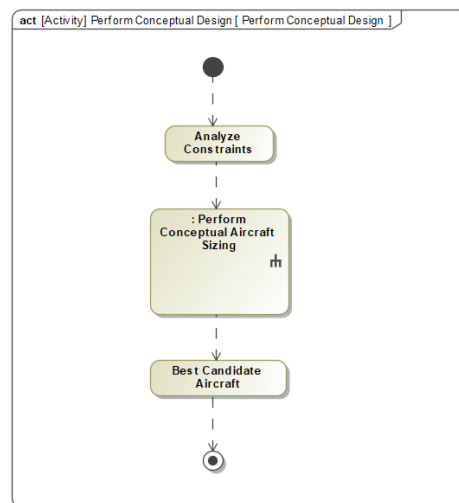 act [Activity] Perform Conceptual Design [ Perform Conceptual Design ]
Analyze
Constraints
: Perform
Conceptual Aircraft
Sizing
Best Candidate
Aircraft